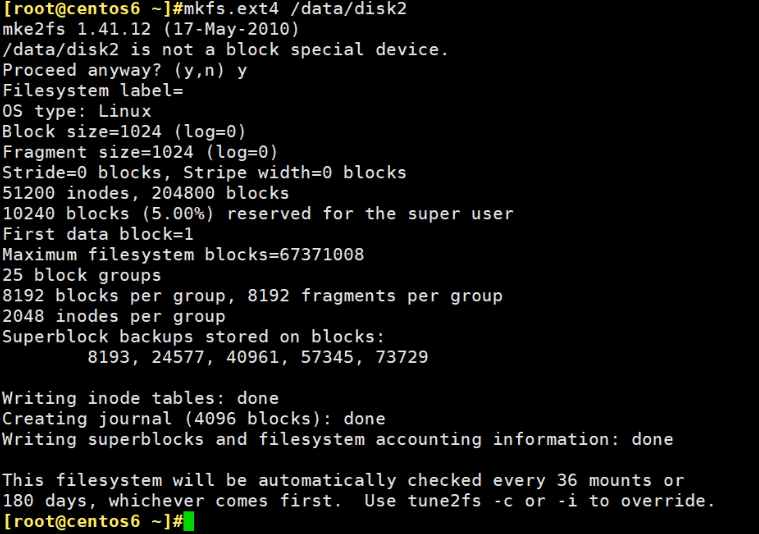 [root@centos6 ~]#mkfs.ext4 /data/disk2
mke2fs 1.41.12 (17-May-2010)
/data/disk2 is not a block special device.
Proceed anyway? (y,n) y
Filesystem label=
OS type: Linux
Block size=1024 (log=0)
Fragment size=1024 (log=0)
Stride=0 blocks, Stripe width=0 blocks
51200 inodes, 204800 blocks
10240 blocks (5.00%) reserved for the super user
First data block=1
Maximum filesystem blocks=67371008
25 block groups
8192 blocks per group, 8192 fragments per group
2048 inodes per group
Superblock backups stored on blocks:
8193, 24577, 40961, 57345, 73729
Writing inode tables: done
Creating journal (4096 blocks): done
Writing superblocks and filesystem accounting information: done
This filesystem will be automatically checked every 36 mounts or
180 days, whichever comes first.  Use tune2fs -c or -i to override.
[root@centos6 ~]#